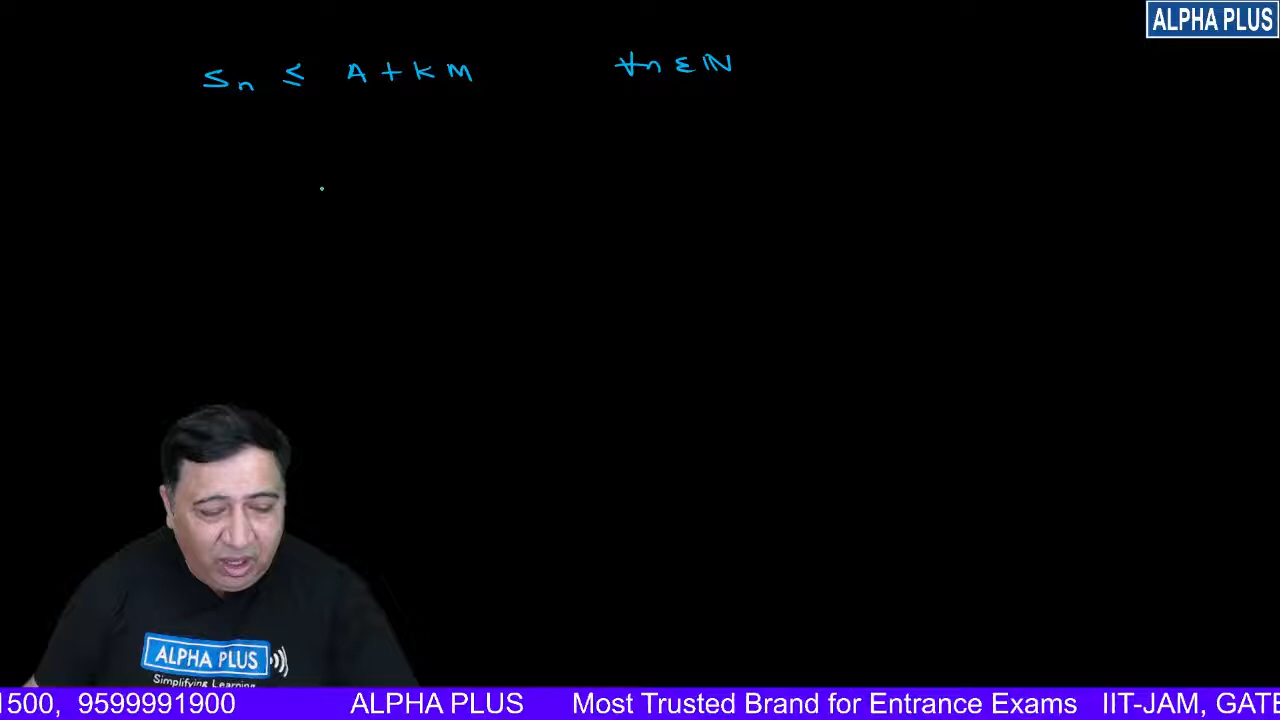 ALPHA PLUS
Sn ≤ A + K M ∀n ε ℕ
ALPHA PLUS
Simplifying Learning
1500, 9599991900 ALPHA PLUS Most Trusted Brand for Entrance Exams IIT-JAM, GATE